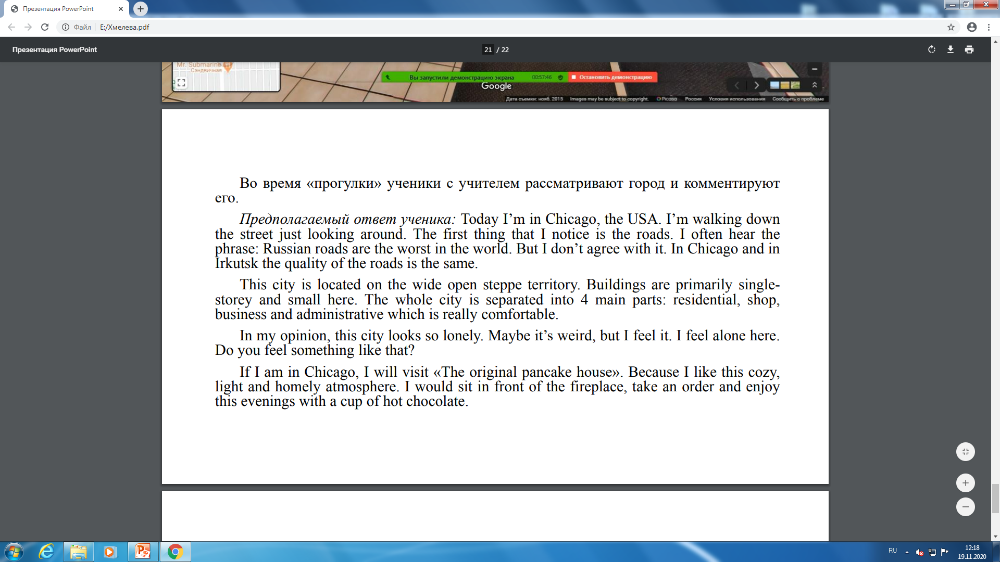 Презентация PowerPoint
Файл E:/Хмелева.pdf
Презентация PowerPoint
21 / 22
Mr. Submarine
Сэндвичная
Вы запустили демонстрацию экрана 00:57:46 Остановить демонстрацию
Google
Дата съемки: нояб. 2015 Images may be subject to copyright. Picasa Россия Условия использования Сообщить о проблеме
Во время «прогулки» ученики с учителем рассматривают город и комментируют
его.
Предполагаемый ответ ученика: Today I’m in Chicago, the USA. I’m walking down
the street just looking around. The first thing that I notice is the roads. I often hear the
phrase: Russian roads are the worst in the world. But I don’t agree with it. In Chicago and in
Irkutsk the quality of the roads is the same.
This city is located on the wide open steppe territory. Buildings are primarily single-
storey and small here. The whole city is separated into 4 main parts: residential, shop,
business and administrative which is really comfortable.
In my opinion, this city looks so lonely. Maybe it’s weird, but I feel it. I feel alone here.
Do you feel something like that?
If I am in Chicago, I will visit «The original pancake house». Because I like this cozy,
light and homely atmosphere. I would sit in front of the fireplace, take an order and enjoy
this evenings with a cup of hot chocolate.
RU
12:18
19.11.2020